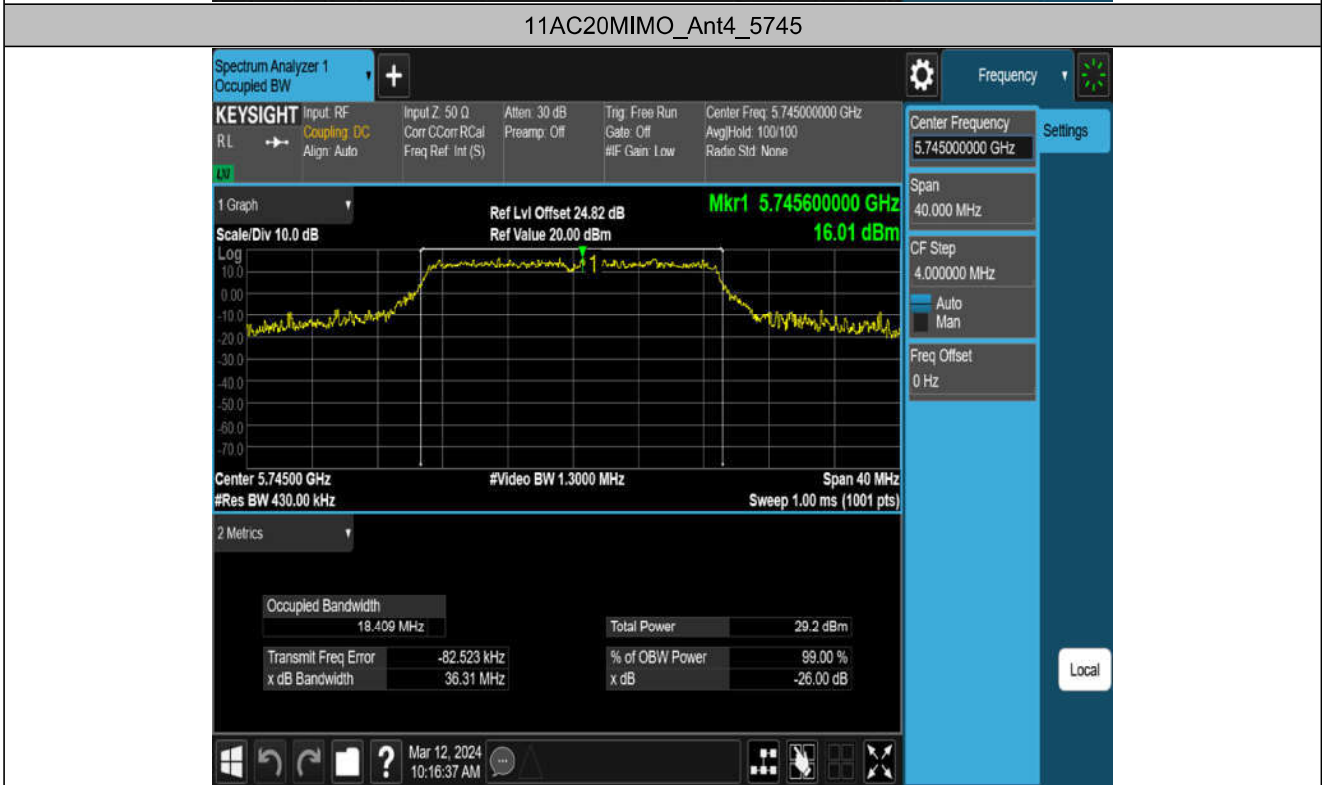 11AC20MIMO_Ant4_5745
Spectrum Analyzer 1
Occupied BW
+
Frequency
KEYSIGHT
RL
Input: RF
Coupling: DC
Align: Auto
Input Z: 50 Ω
Corr CCorr RCal
Freq Ref: Int (S)
Atten: 30 dB
Preamp: Off
Trig: Free Run
Gate: Off
#IF Gain: Low
Center Freq: 5.745000000 GHz
Avg|Hold: 100/100
Radio Std: None
Center Frequency
5.745000000 GHz
Settings
Span
40.000 MHz
CF Step
4.000000 MHz
Auto
Man
Freq Offset
0 Hz
1 Graph
Scale/Div 10.0 dB
Ref Lvl Offset 24.82 dB
Ref Value 20.00 dBm
Mkr1 5.745600000 GHz
16.01 dBm
Log
10.0
0.00
-10.0
-20.0
-30.0
-40.0
-50.0
-60.0
-70.0
1
Center 5.74500 GHz
#Video BW 1.3000 MHz
Span 40 MHz
#Res BW 430.00 kHz
Sweep 1.00 ms (1001 pts)
2 Metrics
Occupied Bandwidth
18.409 MHz
Total Power 29.2 dBm
Transmit Freq Error -82.523 kHz
% of OBW Power 99.00 %
x dB Bandwidth 36.31 MHz
x dB -26.00 dB
Local
?
Mar 12, 2024
10:16:37 AM